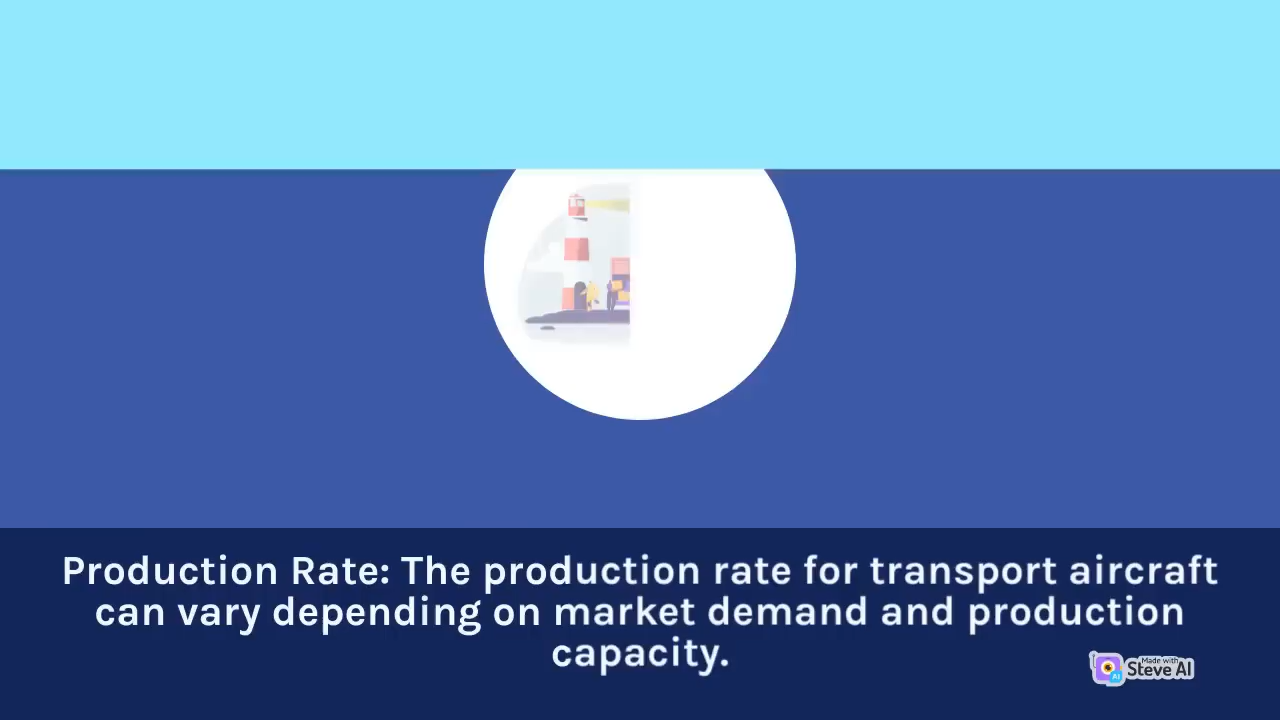 Production Rate: The production rate for transport aircraft
can vary depending on market demand and production
capacity.
Made with
Steve AI
AI